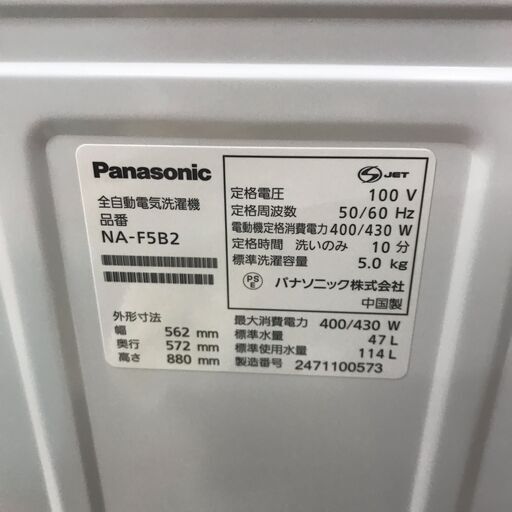 Panasonic
全自動電気洗濯機
品番
NA-F5B2
外形寸法
幅 562 mm
奥行 572 mm
高さ 880 mm
S JET
定格電圧 100 V
定格周波数 50/60 Hz
電動機定格消費電力 400/430 W
定格時間 洗いのみ 10 分
標準洗濯容量 5.0 kg
PS E パナソニック株式会社
中国製
最大消費電力 400/430 W
標準水量 47 L
標準使用水量 114 L
製造番号 2471100573